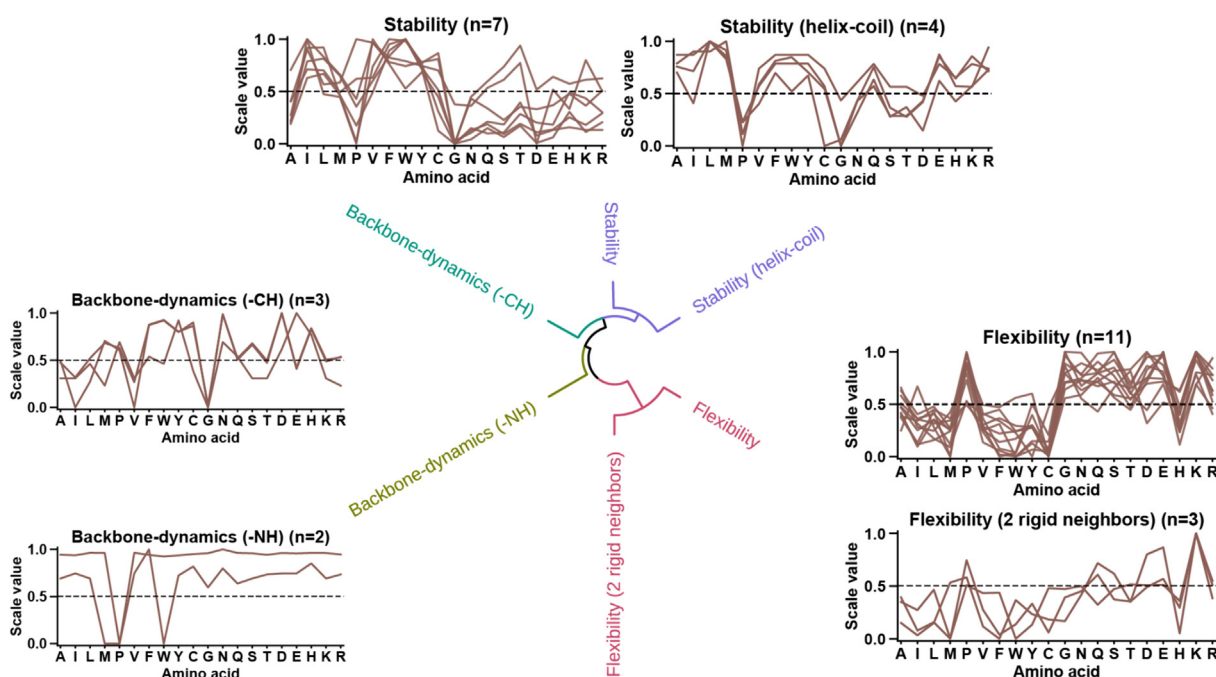 Stability (n=7)
Scale value
1.0
0.5
0.0
A I L M P V F W Y C G N Q S T D E H K R
Amino acid
Stability (helix-coil) (n=4)
Scale value
1.0
0.5
0.0
A I L M P V F W Y C G N Q S T D E H K R
Amino acid
Backbone-dynamics (-CH)
Stability
Stability (helix-coil)
Backbone-dynamics (-CH) (n=3)
Scale value
1.0
0.5
0.0
A I L M P V F W Y C G N Q S T D E H K R
Amino acid
Flexibility (n=11)
Scale value
1.0
0.5
0.0
A I L M P V F W Y C G N Q S T D E H K R
Amino acid
Backbone-dynamics (-NH)
Flexibility (2 rigid neighbors)
Flexibility
Backbone-dynamics (-NH) (n=2)
Scale value
1.0
0.5
0.0
A I L M P V F W Y C G N Q S T D E H K R
Amino acid
Flexibility (2 rigid neighbors) (n=3)
Scale value
1.0
0.5
0.0
A I L M P V F W Y C G N Q S T D E H K R
Amino acid